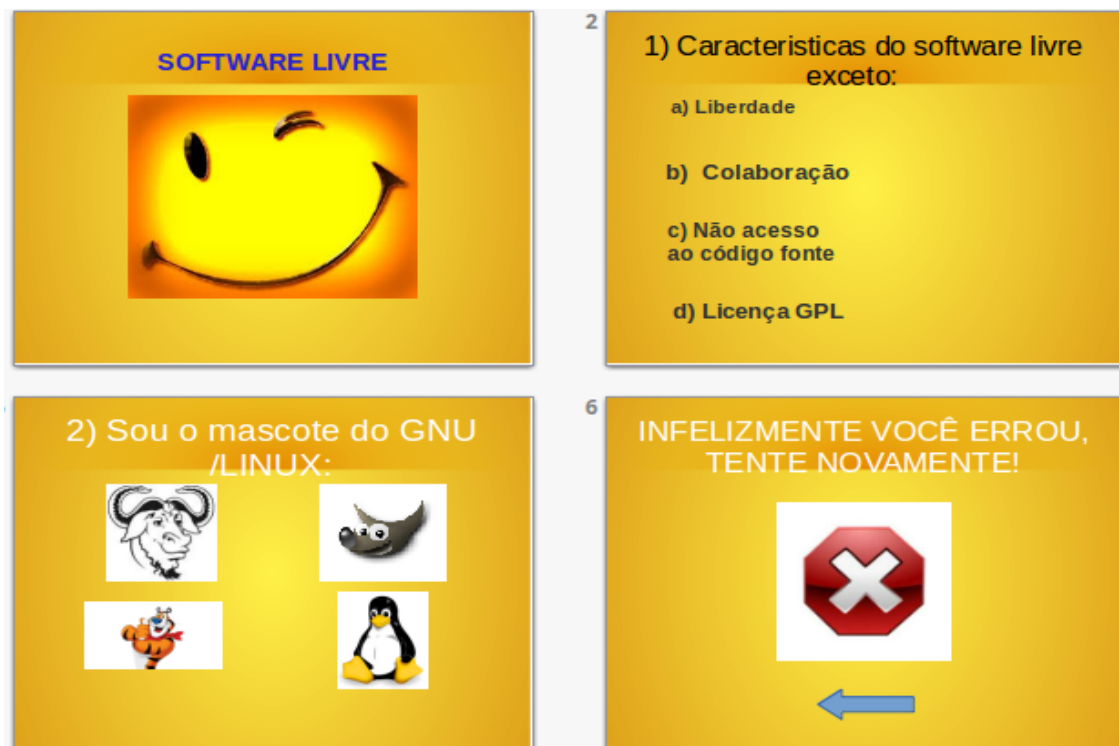 SOFTWARE LIVRE
2
1) Caracteristicas do software livre
exceto:
a) Liberdade
b) Colaboração
c) Não acesso
ao código fonte
d) Licença GPL
2) Sou o mascote do GNU
/LINUX:
6
INFELIZMENTE VOCÊ ERROU,
TENTE NOVAMENTE!